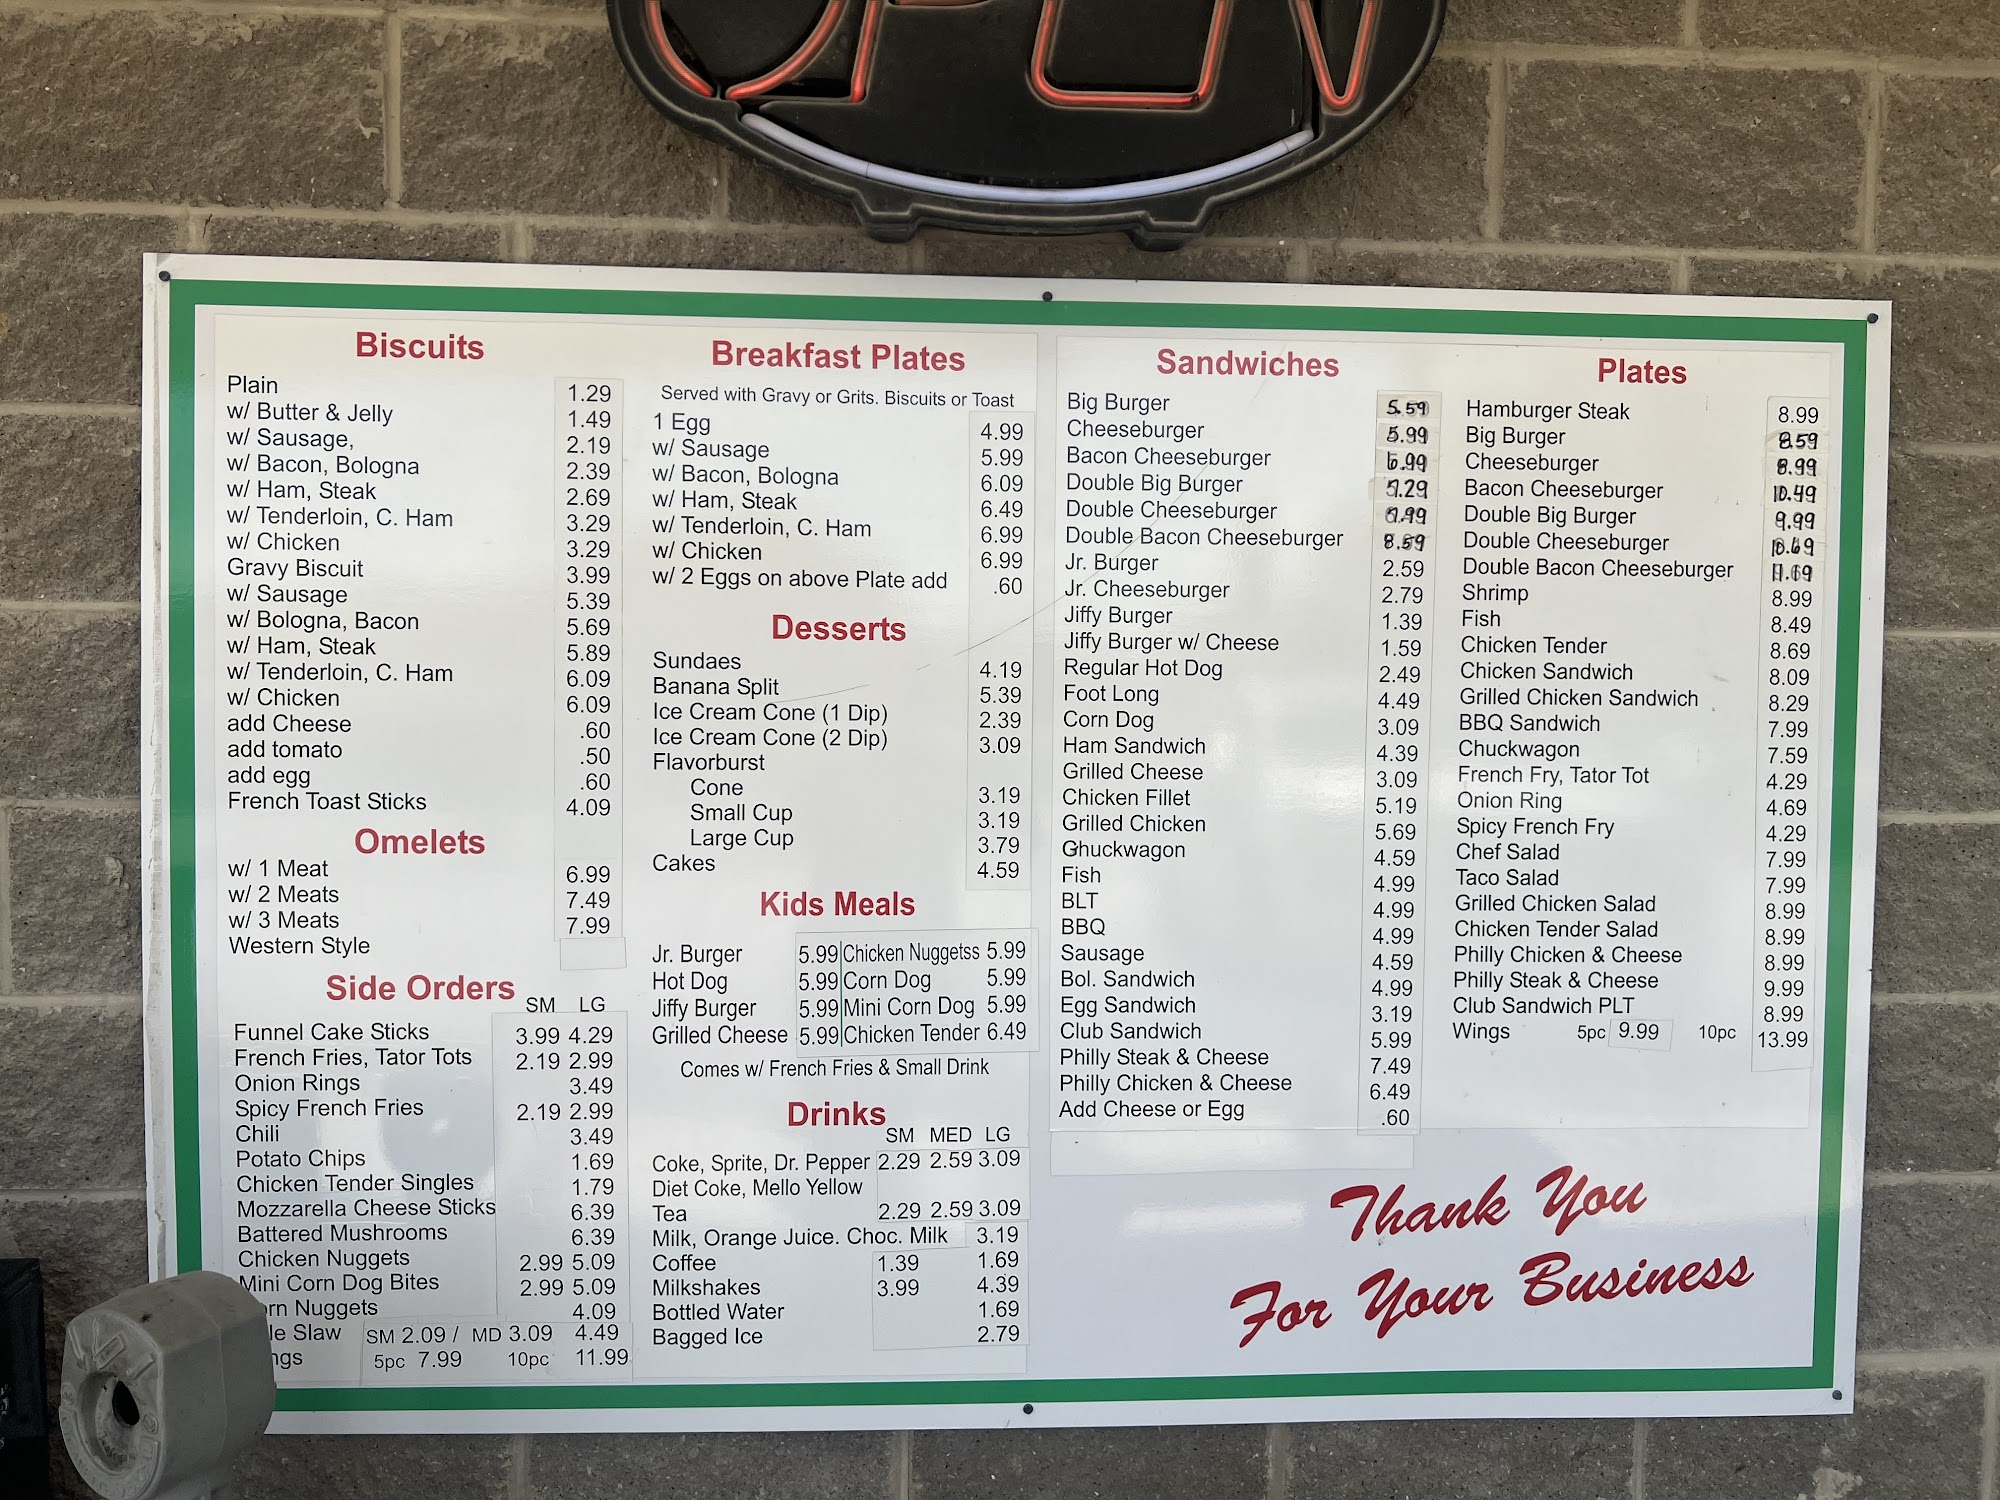 OPEN
Biscuits
Plain 1.29
w/ Butter & Jelly 1.49
w/ Sausage, 2.19
w/ Bacon, Bologna 2.39
w/ Ham, Steak 2.69
w/ Tenderloin, C. Ham 3.29
w/ Chicken 3.29
Gravy Biscuit 3.99
w/ Sausage 5.39
w/ Bologna, Bacon 5.69
w/ Ham, Steak 5.89
w/ Tenderloin, C. Ham 6.09
w/ Chicken 6.09
add Cheese .60
add tomato .50
add egg .60
French Toast Sticks 4.09
Omelets
w/ 1 Meat 6.99
w/ 2 Meats 7.49
w/ 3 Meats 7.99
Western Style
Side Orders SM LG
Funnel Cake Sticks 3.99 4.29
French Fries, Tator Tots 2.19 2.99
Onion Rings 3.49
Spicy French Fries 2.19 2.99
Chili 3.49
Potato Chips 1.69
Chicken Tender Singles 1.79
Mozzarella Cheese Sticks 6.39
Battered Mushrooms 6.39
Chicken Nuggets 2.99 5.09
Mini Corn Dog Bites 2.99 5.09
orn Nuggets 4.09
le Slaw SM 2.09 / MD 3.09 4.49
ngs 5pc 7.99 10pc 11.99
Breakfast Plates
Served with Gravy or Grits. Biscuits or Toast
1 Egg 4.99
w/ Sausage 5.99
w/ Bacon, Bologna 6.09
w/ Ham, Steak 6.49
w/ Tenderloin, C. Ham 6.99
w/ Chicken 6.99
w/ 2 Eggs on above Plate add .60
Desserts
Sundaes 4.19
Banana Split 5.39
Ice Cream Cone (1 Dip) 2.39
Ice Cream Cone (2 Dip) 3.09
Flavorburst
Cone 3.19
Small Cup 3.19
Large Cup 3.79
Cakes 4.59
Kids Meals
Jr. Burger 5.99 Chicken Nuggetss 5.99
Hot Dog 5.99 Corn Dog 5.99
Jiffy Burger 5.99 Mini Corn Dog 5.99
Grilled Cheese 5.99 Chicken Tender 6.49
Comes w/ French Fries & Small Drink
Drinks
SM MED LG
Coke, Sprite, Dr. Pepper 2.29 2.59 3.09
Diet Coke, Mello Yellow
Tea 2.29 2.59 3.09
Milk, Orange Juice. Choc. Milk 3.19
Coffee 1.39 1.69
Milkshakes 3.99 4.39
Bottled Water 1.69
Bagged Ice 2.79
Sandwiches
Big Burger 5.59
Cheeseburger 5.99
Bacon Cheeseburger 6.99
Double Big Burger 7.29
Double Cheeseburger 7.99
Double Bacon Cheeseburger 8.59
Jr. Burger 2.59
Jr. Cheeseburger 2.79
Jiffy Burger 1.39
Jiffy Burger w/ Cheese 1.59
Regular Hot Dog 2.49
Foot Long 4.49
Corn Dog 3.09
Ham Sandwich 4.39
Grilled Cheese 3.09
Chicken Fillet 5.19
Grilled Chicken 5.69
Chuckwagon 4.59
Fish 4.99
BLT 4.99
BBQ 4.99
Sausage 4.59
Bol. Sandwich 4.99
Egg Sandwich 3.19
Club Sandwich 5.99
Philly Steak & Cheese 7.49
Philly Chicken & Cheese 6.49
Add Cheese or Egg .60
Plates
Hamburger Steak 8.99
Big Burger 8.59
Cheeseburger 8.99
Bacon Cheeseburger 10.49
Double Big Burger 9.99
Double Cheeseburger 10.69
Double Bacon Cheeseburger 11.69
Shrimp 8.99
Fish 8.49
Chicken Tender 8.69
Chicken Sandwich 8.09
Grilled Chicken Sandwich 8.29
BBQ Sandwich 7.99
Chuckwagon 7.59
French Fry, Tator Tot 4.29
Onion Ring 4.69
Spicy French Fry 4.29
Chef Salad 7.99
Taco Salad 7.99
Grilled Chicken Salad 8.99
Chicken Tender Salad 8.99
Philly Chicken & Cheese 8.99
Philly Steak & Cheese 9.99
Club Sandwich PLT 8.99
Wings 5pc 9.99 10pc 13.99
Thank You
For Your Business